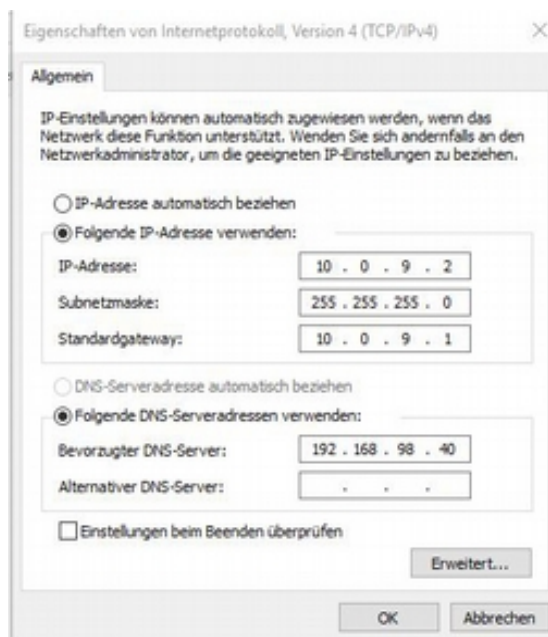 Eigenschaften von Internetprotokoll, Version 4 (TCP/IPv4)
Allgemein
IP-Einstellungen können automatisch zugewiesen werden, wenn das
Netzwerk diese Funktion unterstützt. Wenden Sie sich andernfalls an den
Netzwerkadministrator, um die geeigneten IP-Einstellungen zu beziehen.
IP-Adresse automatisch beziehen
Folgende IP-Adresse verwenden:
IP-Adresse: 10 . 0 . 9 . 2
Subnetzmaske: 255 . 255 . 255 . 0
Standardgateway: 10 . 0 . 9 . 1
DNS-Serveradresse automatisch beziehen
Folgende DNS-Serveradressen verwenden:
Bevorzugter DNS-Server: 192 . 168 . 98 . 40
Alternativer DNS-Server: . . .
Einstellungen beim Beenden überprüfen
Erweitert...
OK Abbrechen